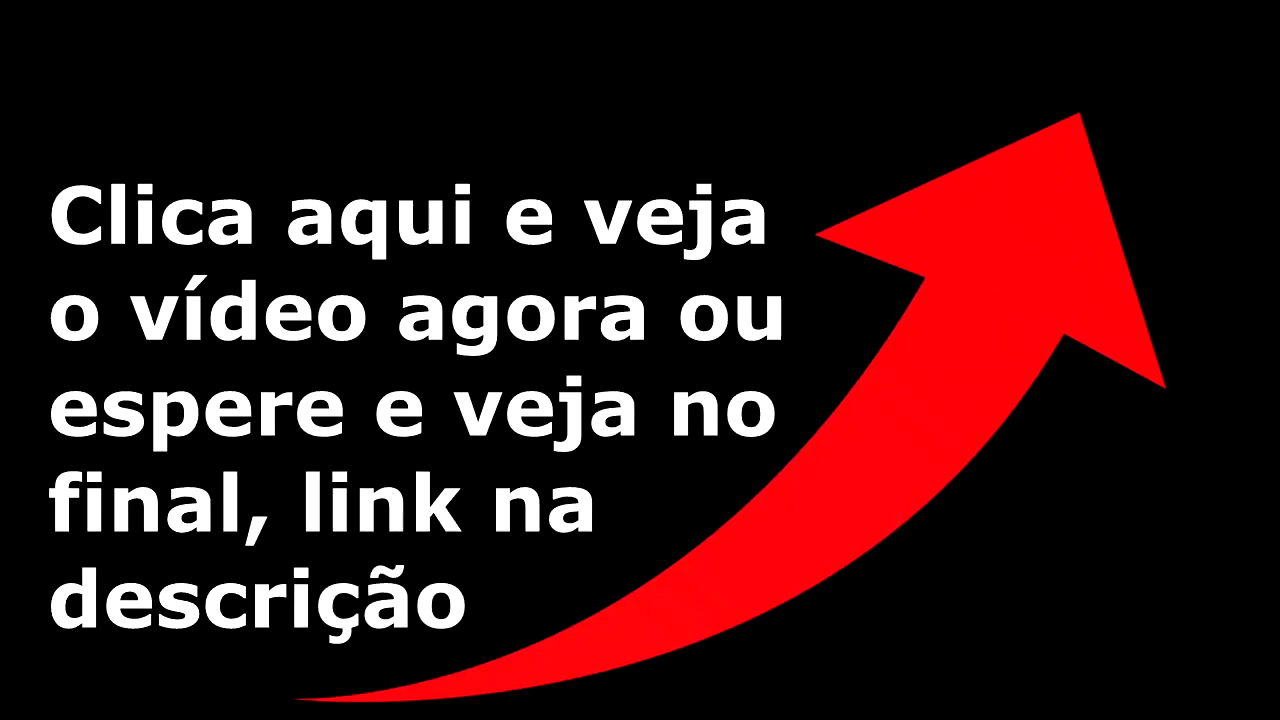 Clica aqui e veja
o vídeo agora ou
espere e veja no
final, link na
descrição